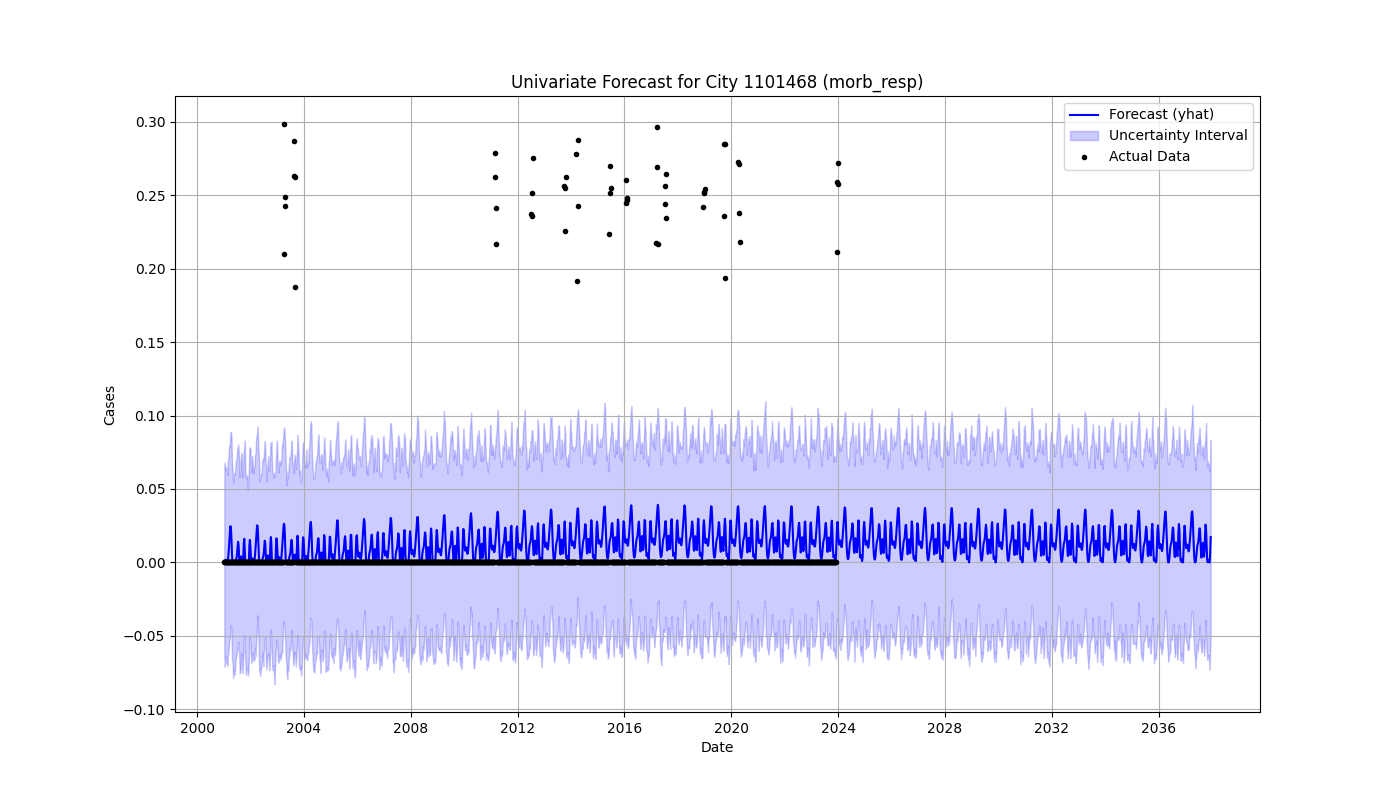 Univariate Forecast for City 1101468 (morb_resp)
Forecast (yhat)
Uncertainty Interval
Actual Data
Cases
0.30
0.25
0.20
0.15
0.10
0.05
0.00
−0.05
−0.10
2000 2004 2008 2012 2016 2020 2024 2028 2032 2036
Date